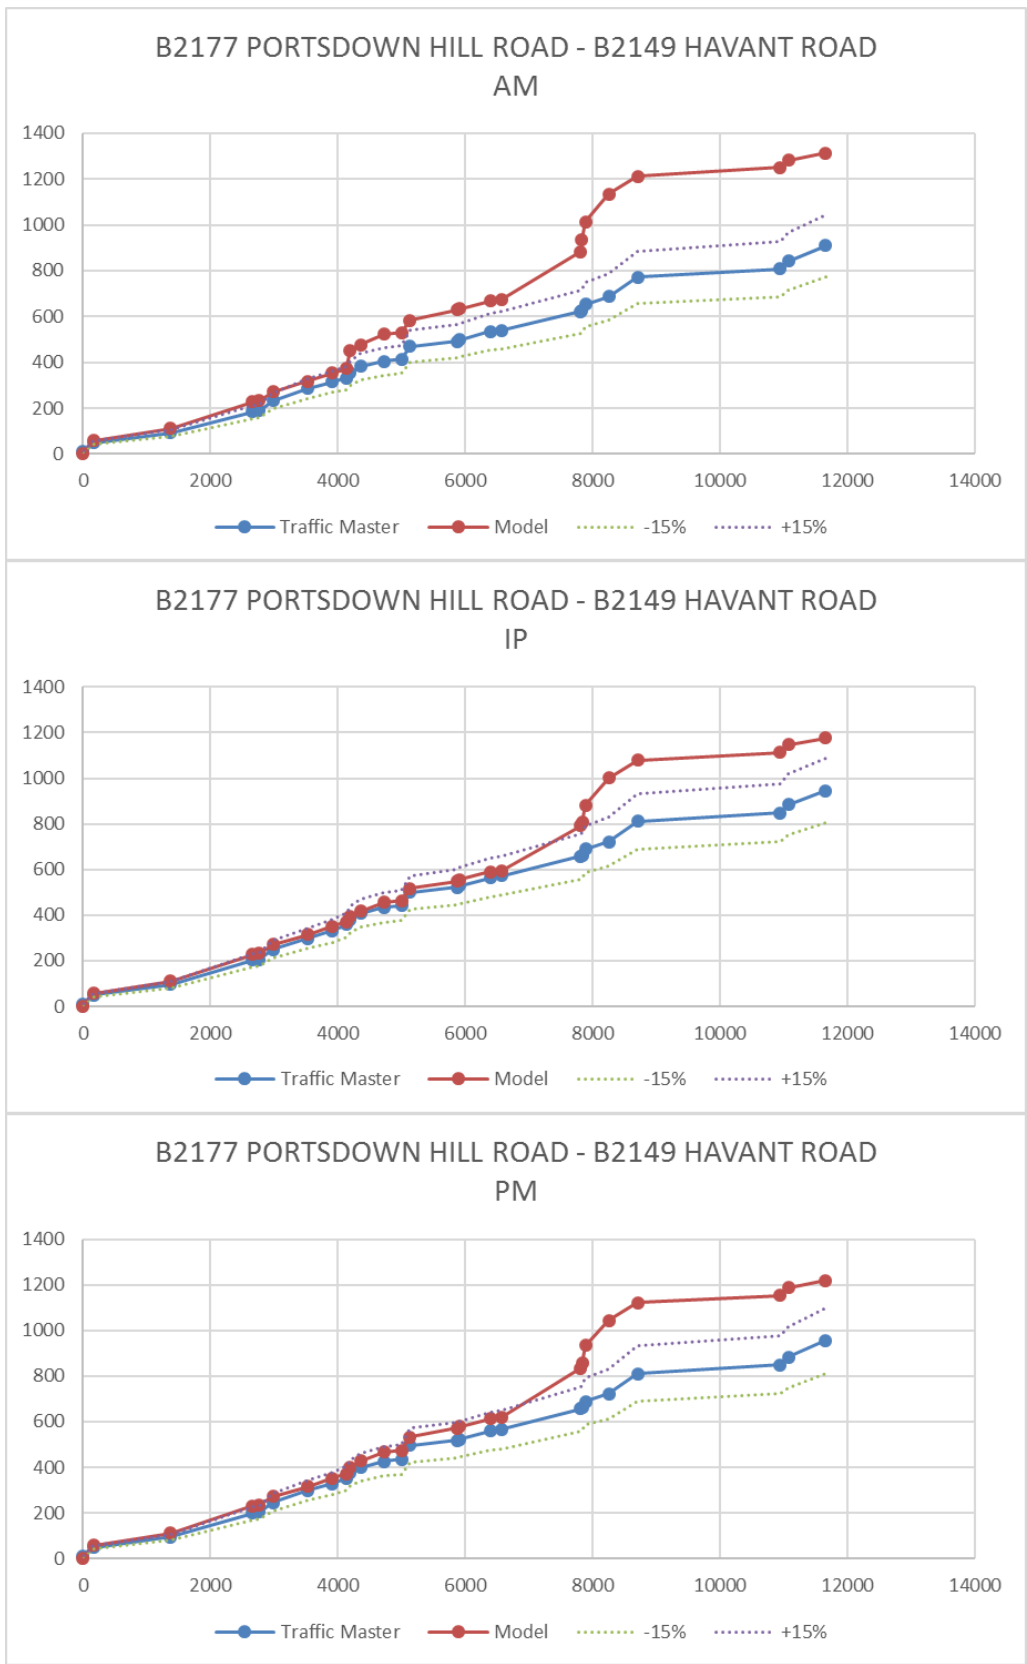 B2177 PORTSDOWN HILL ROAD - B2149 HAVANT ROAD
AM
1400
1200
1000
800
600
400
200
0
0 2000 4000 6000 8000 10000 12000 14000
Traffic Master Model -15% +15%
B2177 PORTSDOWN HILL ROAD - B2149 HAVANT ROAD
IP
1400
1200
1000
800
600
400
200
0
0 2000 4000 6000 8000 10000 12000 14000
Traffic Master Model -15% +15%
B2177 PORTSDOWN HILL ROAD - B2149 HAVANT ROAD
PM
1400
1200
1000
800
600
400
200
0
0 2000 4000 6000 8000 10000 12000 14000
Traffic Master Model -15% +15%